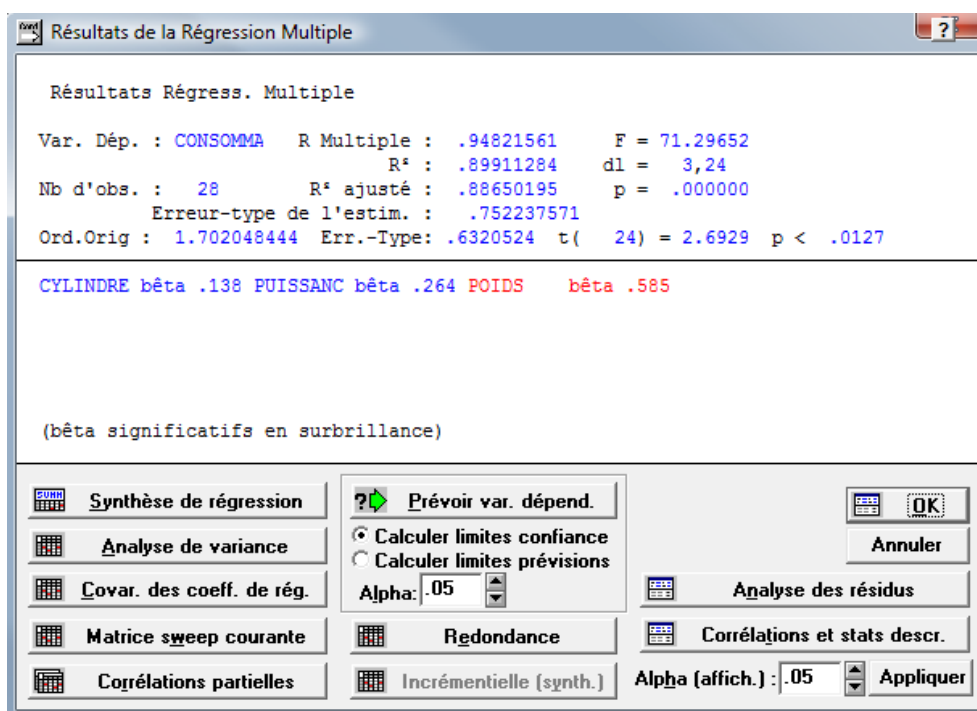 Résultats de la Régression Multiple ?
Résultats Régress. Multiple
Var. Dép. : CONSOMMA R Multiple : .94821561 F = 71.29652
R² : .89911284 dl = 3,24
Nb d'obs. : 28 R² ajusté : .88650195 p = .000000
Erreur-type de l'estim. : .752237571
Ord.Orig : 1.702048444 Err.-Type: .6320524 t( 24) = 2.6929 p < .0127
CYLINDRE bêta .138 PUISSANC bêta .264 POIDS bêta .585
(bêta significatifs en surbrillance)
Synthèse de régression
Analyse de variance
Covar. des coeff. de rég.
Matrice sweep courante
Corrélations partielles
? Prévoir var. dépend.
Calculer limites confiance
Calculer limites prévisions
Alpha: .05
Redondance
Incrémentielle (synth.)
OK
Annuler
Analyse des résidus
Corrélations et stats descr.
Alpha (affich.) : .05 Appliquer